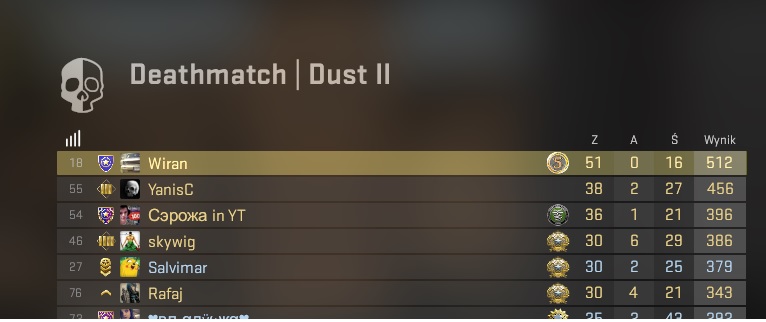 Deathmatch | Dust II
Z A Ś Wynik
18 Wiran 5 51 0 16 512
55 YanisC 38 2 27 456
54 Сэрожа in YT 36 1 21 396
46 skywig 30 6 29 386
27 Salvimar 30 2 25 379
76 Rafaj 30 4 21 343